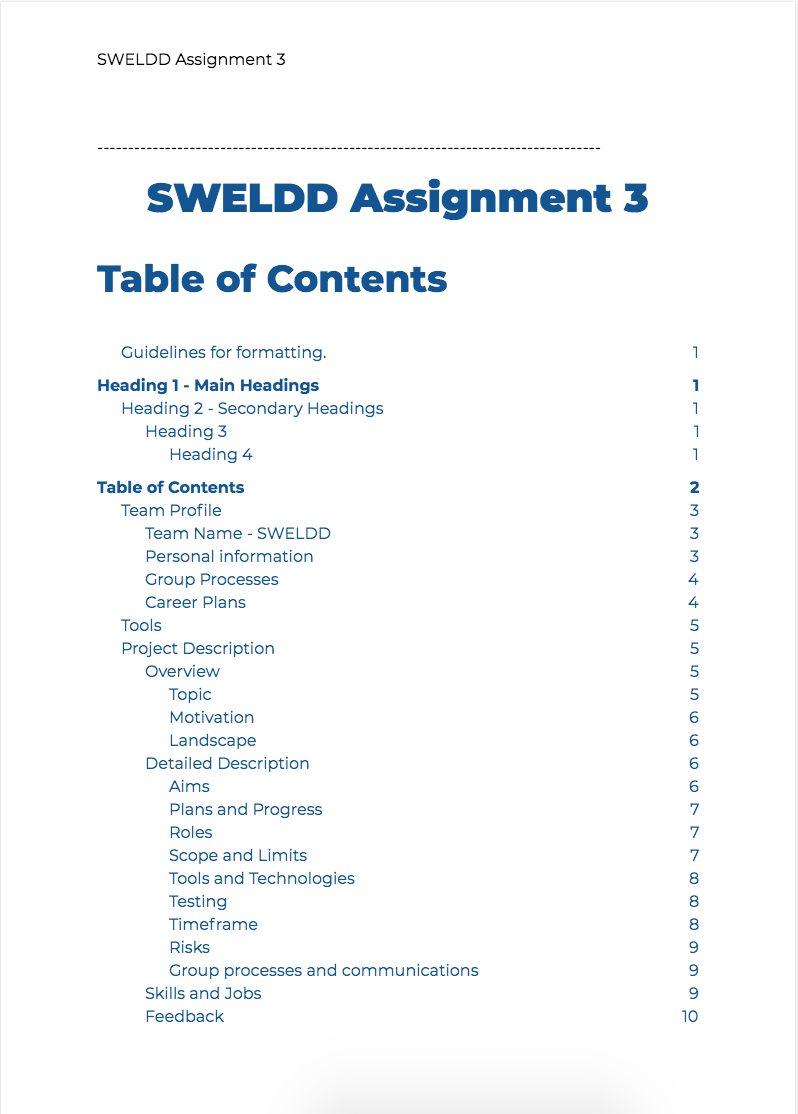 SWELDD Assignment 3
---------------------------------------------------------------------------------
SWELDD Assignment 3
Table of Contents
Guidelines for formatting. 1
Heading 1 - Main Headings 1
Heading 2 - Secondary Headings 1
Heading 3 1
Heading 4 1
Table of Contents 2
Team Profile 3
Team Name - SWELDD 3
Personal information 3
Group Processes 4
Career Plans 4
Tools 5
Project Description 5
Overview 5
Topic 5
Motivation 6
Landscape 6
Detailed Description 6
Aims 6
Plans and Progress 7
Roles 7
Scope and Limits 7
Tools and Technologies 8
Testing 8
Timeframe 8
Risks 9
Group processes and communications 9
Skills and Jobs 9
Feedback 10